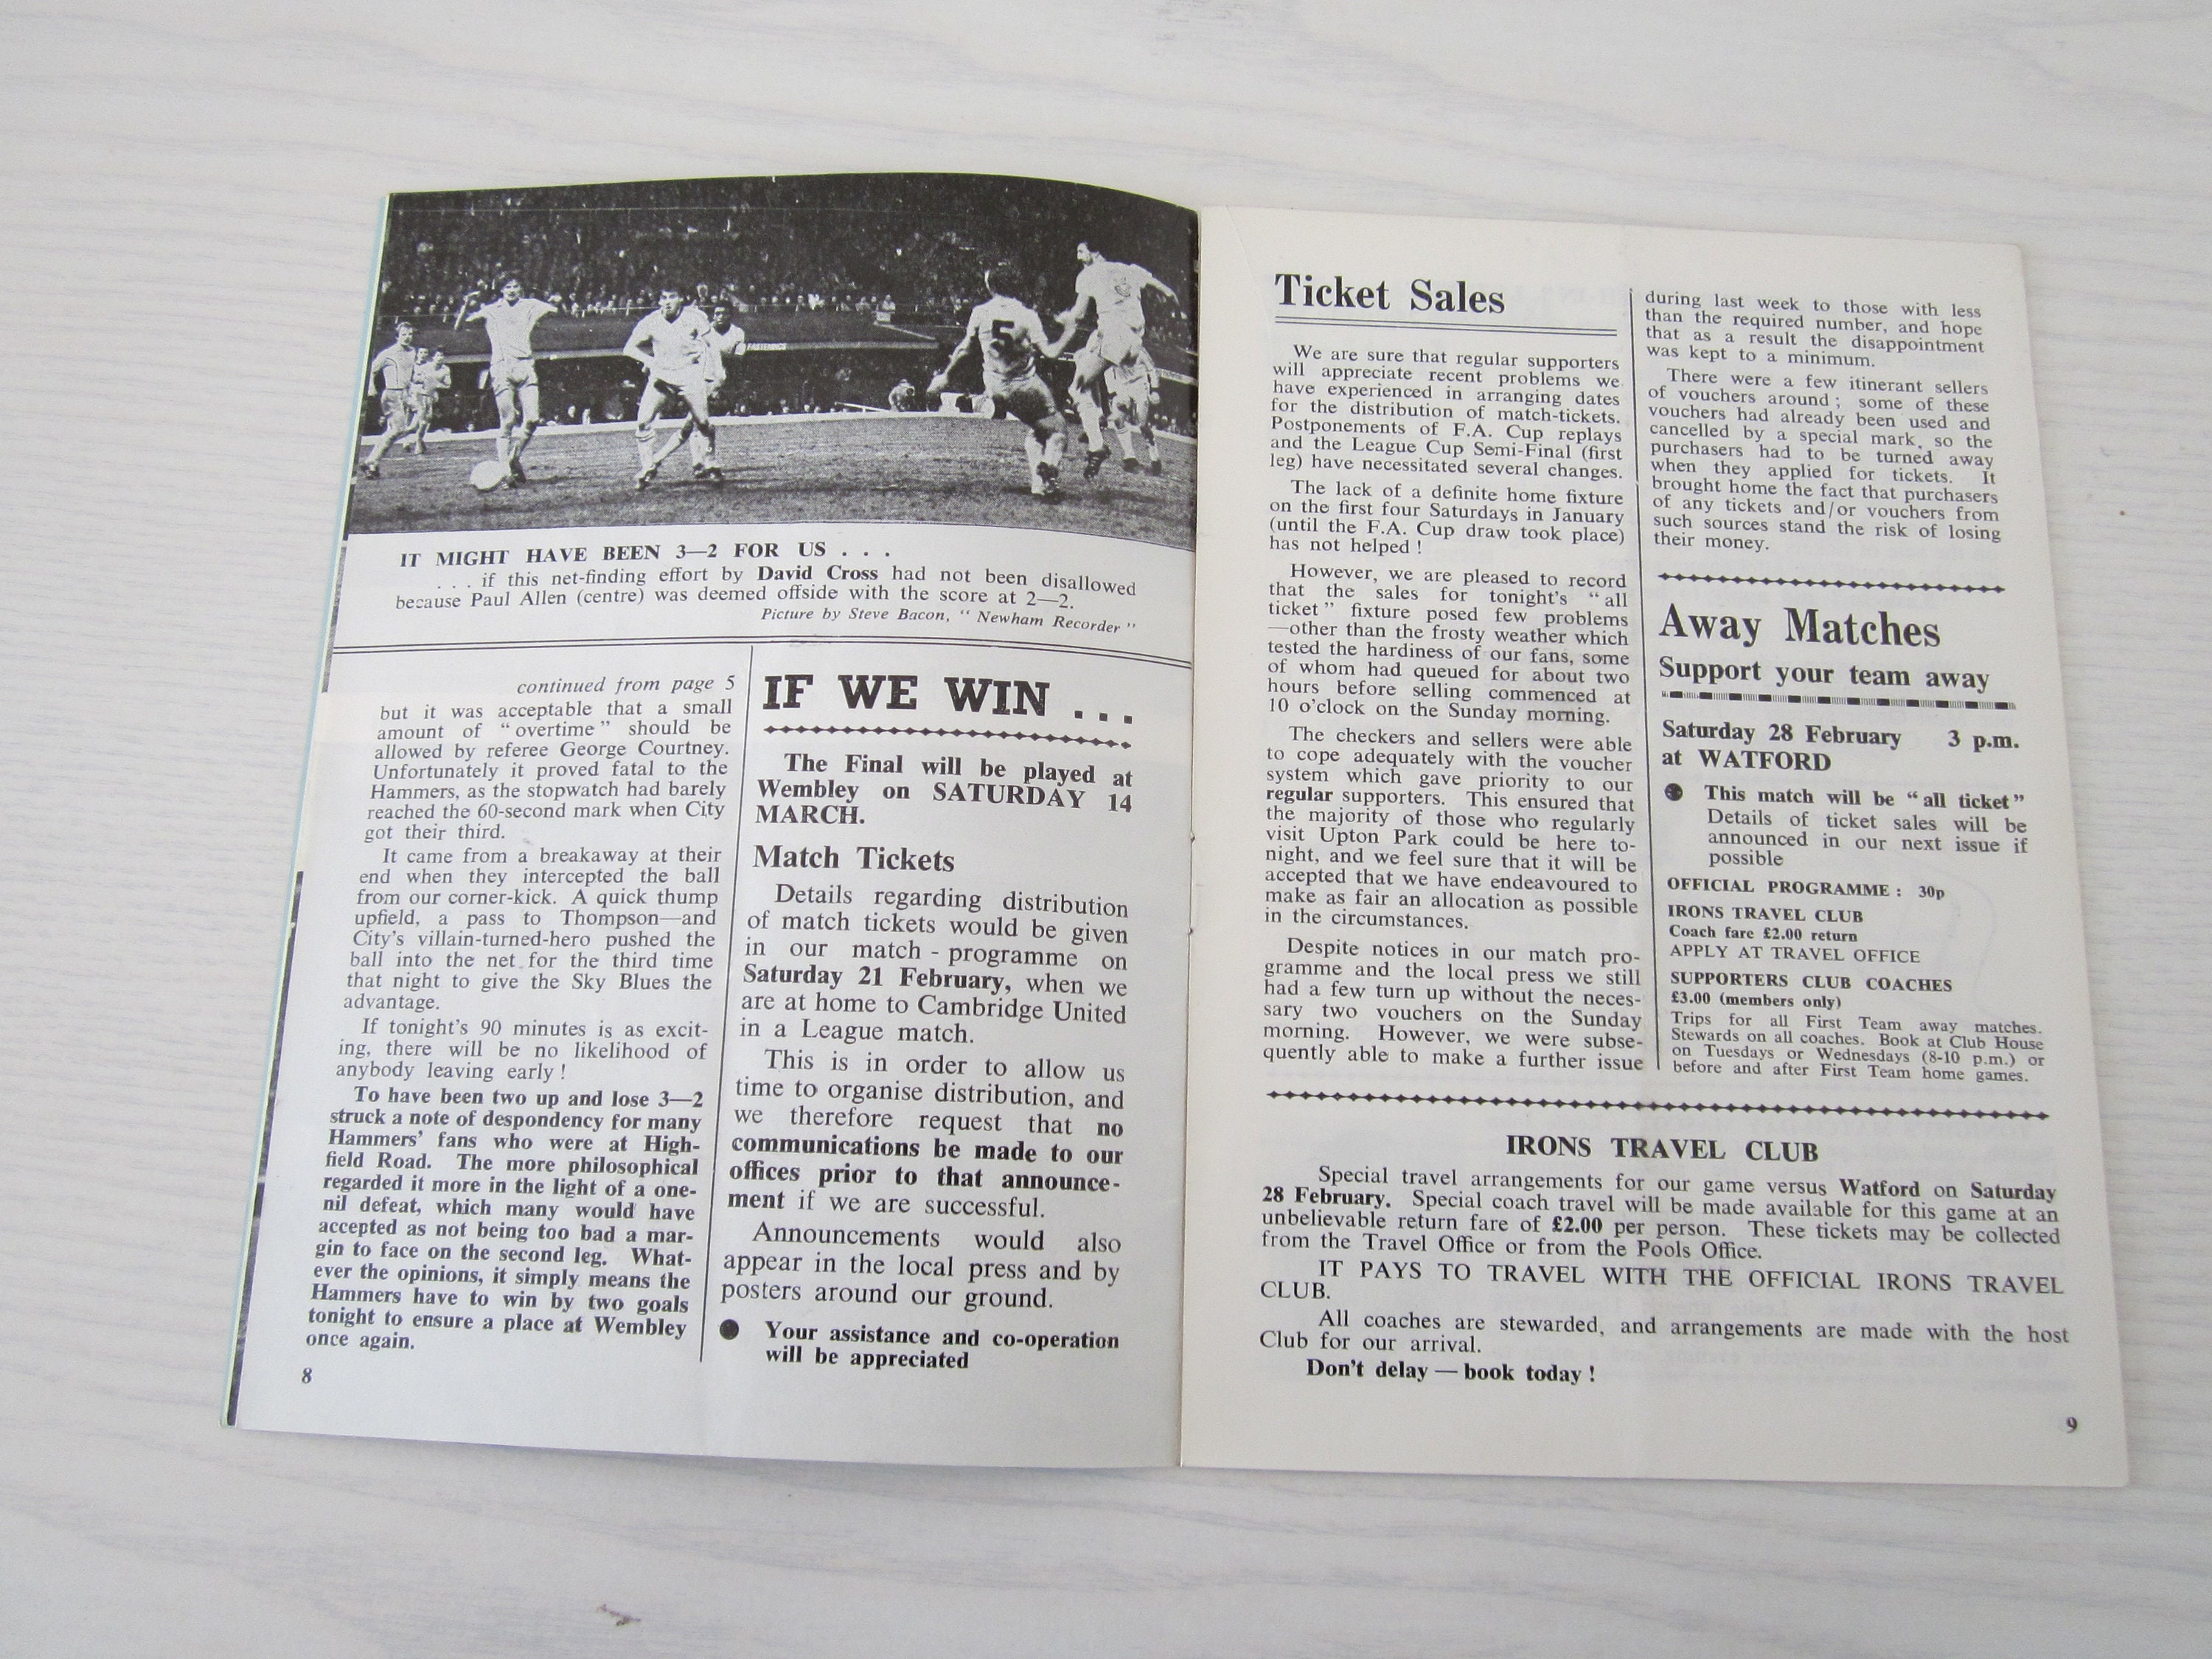 FASTENINGS
5
IT MIGHT HAVE BEEN 3—2 FOR US . . .
. . . if this net-finding effort by David Cross had not been disallowed
because Paul Allen (centre) was deemed offside with the score at 2—2.
Picture by Steve Bacon, "Newham Recorder"
continued from page 5
but it was acceptable that a small
amount of "overtime" should be
allowed by referee George Courtney.
Unfortunately it proved fatal to the
Hammers, as the stopwatch had barely
reached the 60-second mark when City
got their third.
It came from a breakaway at their
end when they intercepted the ball
from our corner-kick. A quick thump
upfield, a pass to Thompson—and
City's villain-turned-hero pushed the
ball into the net for the third time
that night to give the Sky Blues the
advantage.
If tonight's 90 minutes is as excit-
ing, there will be no likelihood of
anybody leaving early !
To have been two up and lose 3—2
struck a note of despondency for many
Hammers' fans who were at High-
field Road. The more philosophical
regarded it more in the light of a one-
nil defeat, which many would have
accepted as not being too bad a mar-
gin to face on the second leg. What-
ever the opinions, it simply means the
Hammers have to win by two goals
tonight to ensure a place at Wembley
once again.
8
IF WE WIN . . .
The Final will be played at
Wembley on SATURDAY 14
MARCH.
Match Tickets
Details regarding distribution
of match tickets would be given
in our match - programme on
Saturday 21 February, when we
are at home to Cambridge United
in a League match.
This is in order to allow us
time to organise distribution, and
we therefore request that no
communications be made to our
offices prior to that announce-
ment if we are successful.
Announcements would also
appear in the local press and by
posters around our ground.
● Your assistance and co-operation
will be appreciated
Ticket Sales
We are sure that regular supporters
will appreciate recent problems we
have experienced in arranging dates
for the distribution of match-tickets.
Postponements of F.A. Cup replays
and the League Cup Semi-Final (first
leg) have necessitated several changes.
The lack of a definite home fixture
on the first four Saturdays in January
(until the F.A. Cup draw took place)
has not helped !
However, we are pleased to record
that the sales for tonight's "all
ticket" fixture posed few problems
—other than the frosty weather which
tested the hardiness of our fans, some
of whom had queued for about two
hours before selling commenced at
10 o'clock on the Sunday morning.
The checkers and sellers were able
to cope adequately with the voucher
system which gave priority to our
regular supporters. This ensured that
the majority of those who regularly
visit Upton Park could be here to-
night, and we feel sure that it will be
accepted that we have endeavoured to
make as fair an allocation as possible
in the circumstances.
Despite notices in our match pro-
gramme and the local press we still
had a few turn up without the neces-
sary two vouchers on the Sunday
morning. However, we were subse-
quently able to make a further issue
during last week to those with less
than the required number, and hope
that as a result the disappointment
was kept to a minimum.
There were a few itinerant sellers
of vouchers around ; some of these
vouchers had already been used and
cancelled by a special mark, so the
purchasers had to be turned away
when they applied for tickets. It
brought home the fact that purchasers
of any tickets and/or vouchers from
such sources stand the risk of losing
their money.
Away Matches
Support your team away
Saturday 28 February 3 p.m.
at WATFORD
● This match will be "all ticket"
Details of ticket sales will be
announced in our next issue if
possible
OFFICIAL PROGRAMME : 30p
IRONS TRAVEL CLUB
Coach fare £2.00 return
APPLY AT TRAVEL OFFICE
SUPPORTERS CLUB COACHES
£3.00 (members only)
Trips for all First Team away matches.
Stewards on all coaches. Book at Club House
on Tuesdays or Wednesdays (8-10 p.m.) or
before and after First Team home games.
IRONS TRAVEL CLUB
Special travel arrangements for our game versus Watford on Saturday
28 February. Special coach travel will be made available for this game at an
unbelievable return fare of £2.00 per person. These tickets may be collected
from the Travel Office or from the Pools Office.
IT PAYS TO TRAVEL WITH THE OFFICIAL IRONS TRAVEL
CLUB.
All coaches are stewarded, and arrangements are made with the host
Club for our arrival.
Don't delay — book today !
9